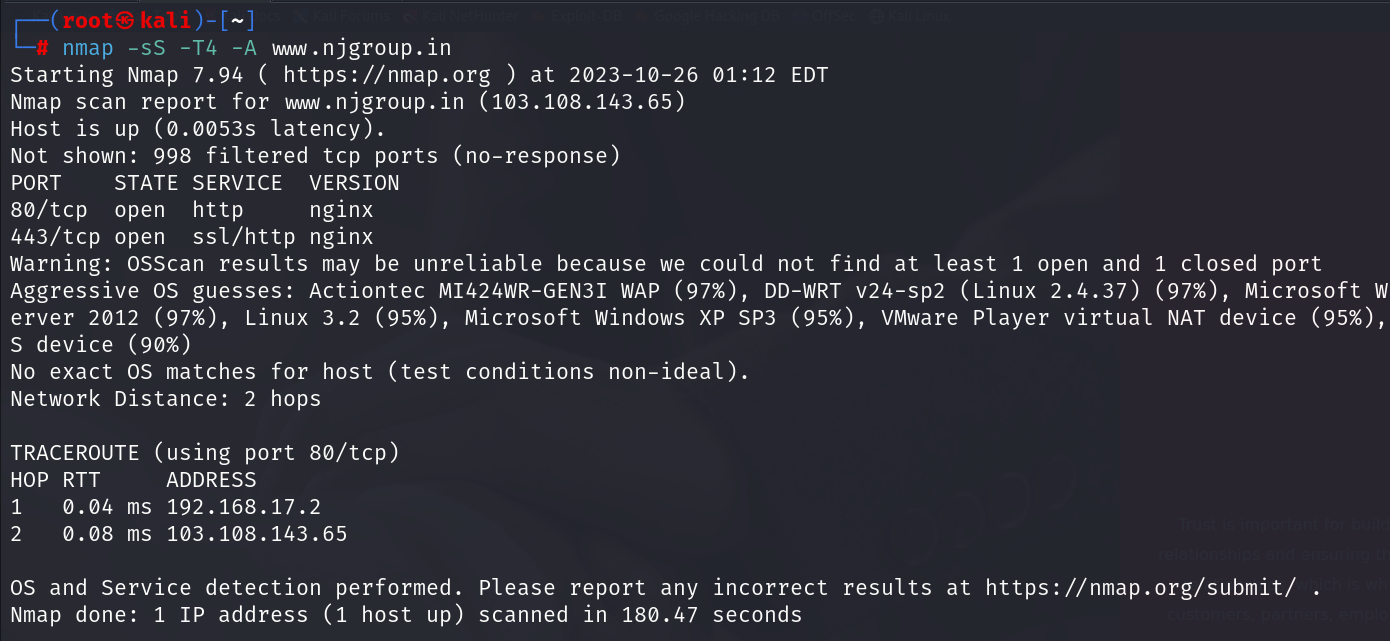 ┌──(root㉿kali)-[~]
└─# nmap -sS -T4 -A www.njgroup.in
Starting Nmap 7.94 ( https://nmap.org ) at 2023-10-26 01:12 EDT
Nmap scan report for www.njgroup.in (103.108.143.65)
Host is up (0.0053s latency).
Not shown: 998 filtered tcp ports (no-response)
PORT    STATE SERVICE  VERSION
80/tcp  open  http     nginx
443/tcp open  ssl/http nginx
Warning: OSScan results may be unreliable because we could not find at least 1 open and 1 closed port
Aggressive OS guesses: Actiontec MI424WR-GEN3I WAP (97%), DD-WRT v24-sp2 (Linux 2.4.37) (97%), Microsoft W
erver 2012 (97%), Linux 3.2 (95%), Microsoft Windows XP SP3 (95%), VMware Player virtual NAT device (95%),
S device (90%)
No exact OS matches for host (test conditions non-ideal).
Network Distance: 2 hops
TRACEROUTE (using port 80/tcp)
HOP RTT     ADDRESS
1   0.04 ms 192.168.17.2
2   0.08 ms 103.108.143.65
OS and Service detection performed. Please report any incorrect results at https://nmap.org/submit/ .
Nmap done: 1 IP address (1 host up) scanned in 180.47 seconds